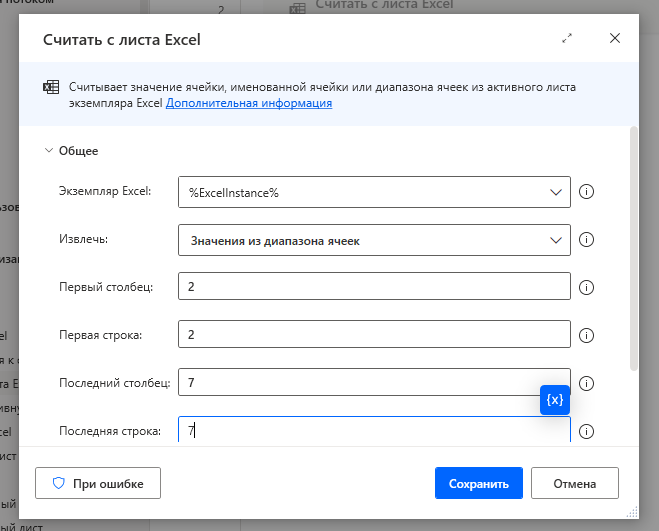 потоком
2
Считать с листа Excel
Считать с листа Excel
Считывает значение ячейки, именованной ячейки или диапазона ячеек из активного листа
экземпляра Excel Дополнительная информация
Общее
Экземпляр Excel:
%ExcelInstance%
Извлечь:
Значения из диапазона ячеек
Первый столбец:
2
Первая строка:
2
Последний столбец:
7
{x}
Последняя строка:
7
При ошибке
Сохранить
Отмена